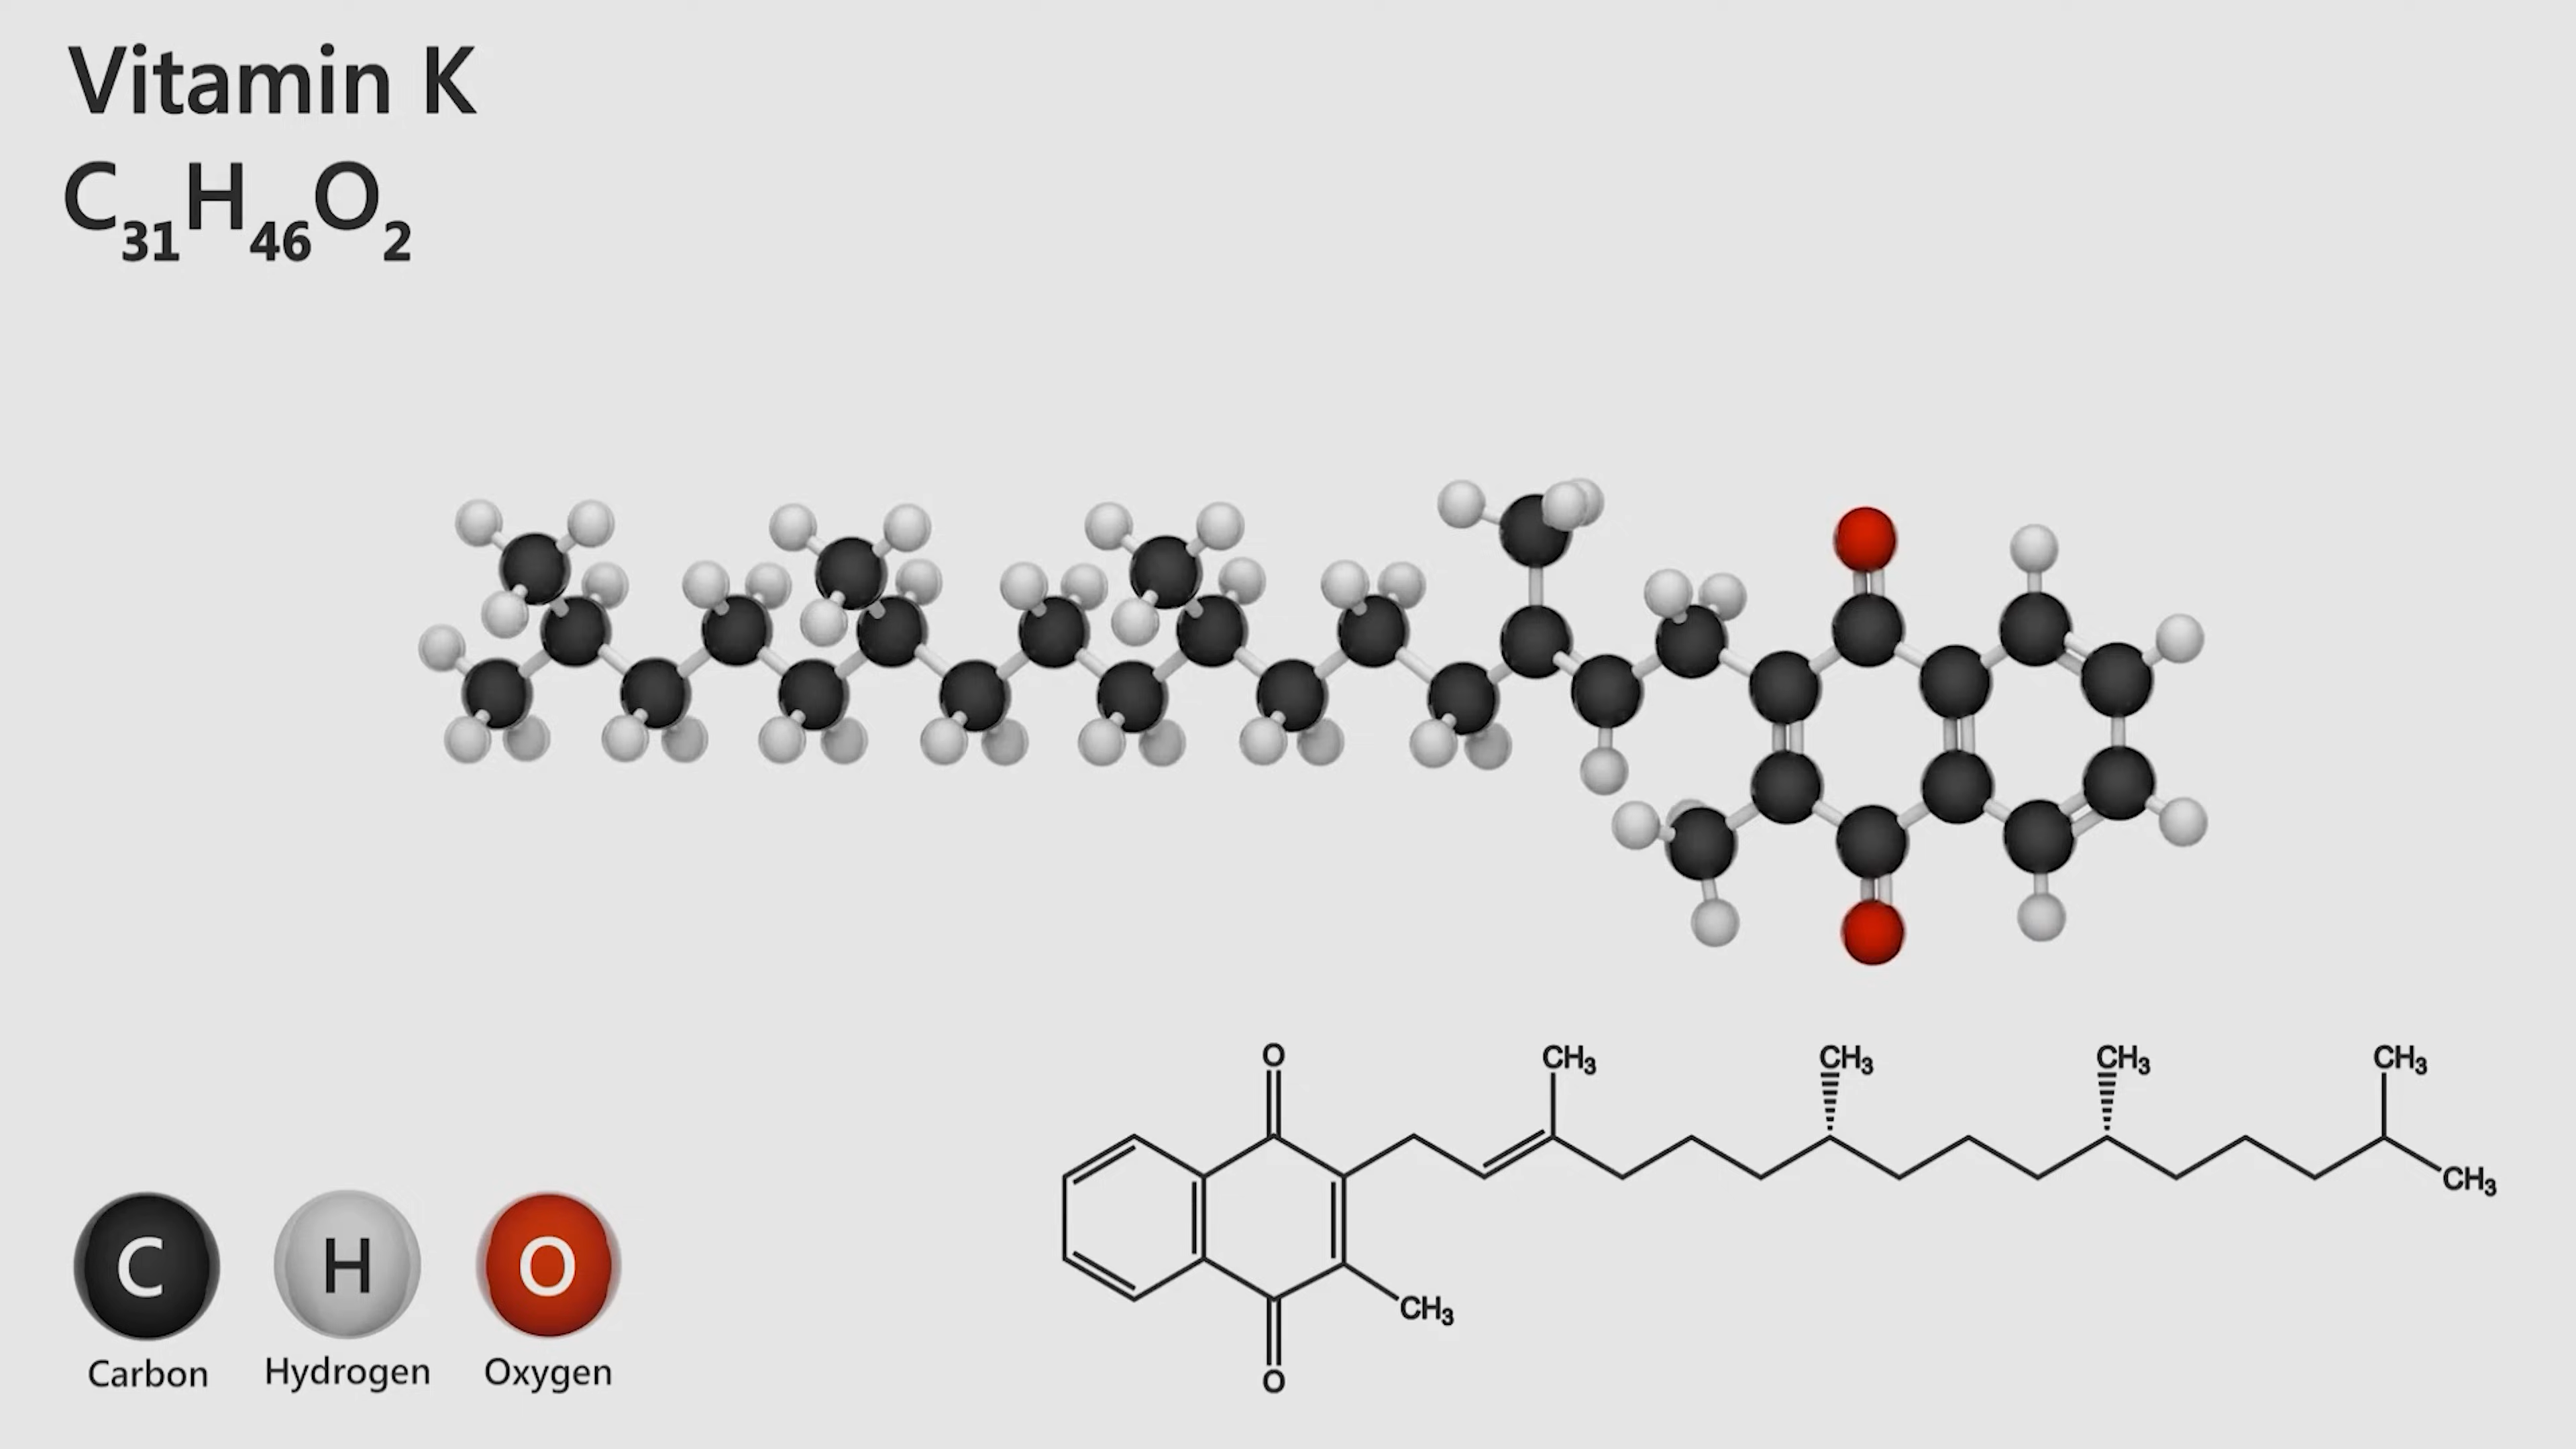 Vitamin K
C₃₁H₄₆O₂
O
CH₃
CH₃
CH₃
CH₃
CH₃
CH₃
O
C
H
O
Carbon
Hydrogen
Oxygen